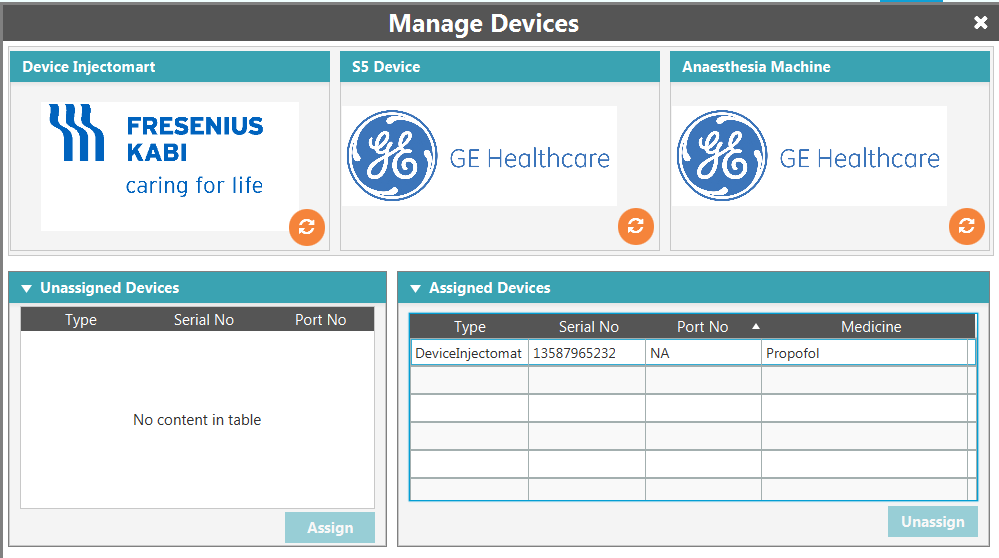 Manage Devices
Device Injectomart
S5 Device
Anaesthesia Machine
FRESENIUS
KABI
caring for life
GE
GE Healthcare
GE
GE Healthcare
Unassigned Devices
Type Serial No Port No
No content in table
Assign
Assigned Devices
Type Serial No Port No Medicine
DeviceInjectomat 13587965232 NA Propofol
Unassign